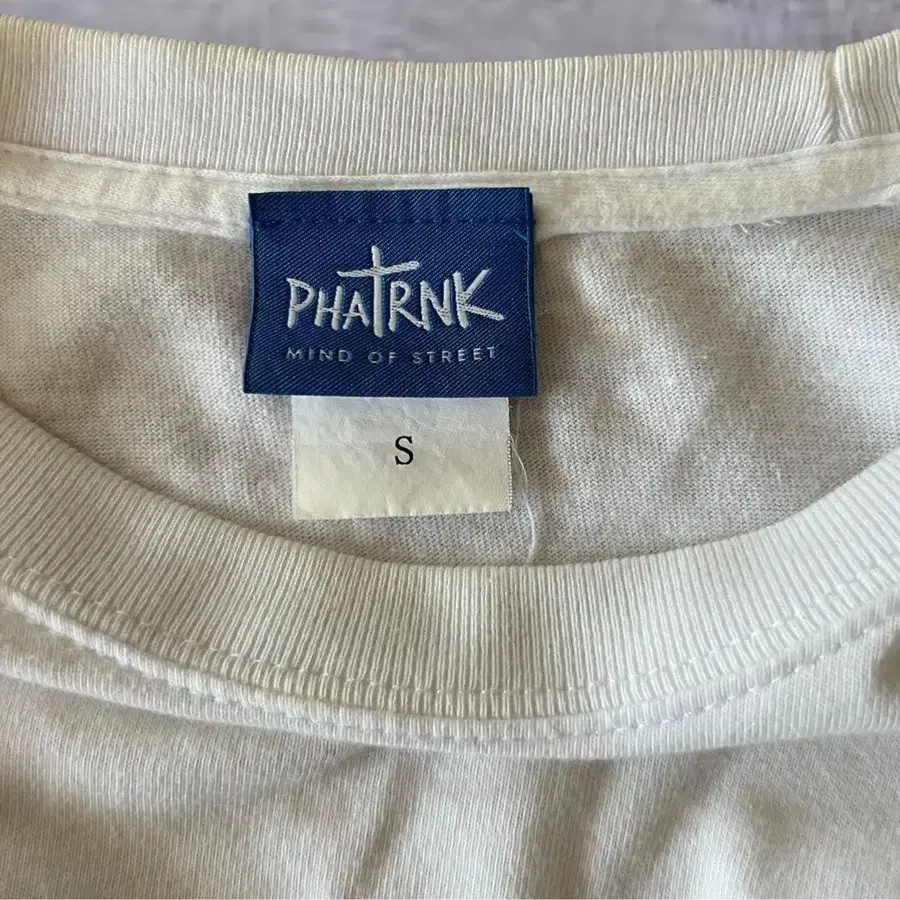 PHATRNK
MIND OF STREET
S